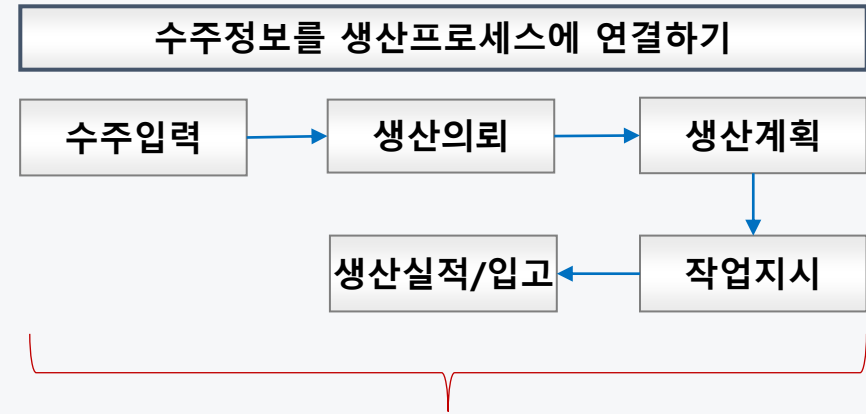 수주정보를 생산프로세스에 연결하기
수주입력
생산의뢰
생산계획
작업지시
생산실적/입고